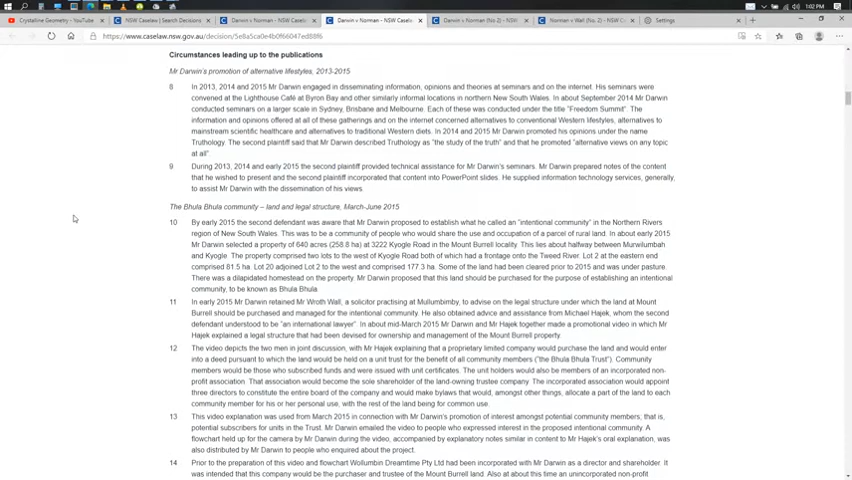 1:02 PM
Crystalline Geometry - YouTube
NSW Caselaw | Search Decisions
Darwin v Norman - NSW Caselaw
Darwin v Norman - NSW Caselaw
Darwin v Norman (No 2) - NSW
Norman v Wall (No. 2) - NSW Ca
Settings
https://www.caselaw.nsw.gov.au/decision/
Circumstances leading up to the publications
Mr Darwin's promotion of alternative lifestyles, 2013-2015
8 In 2013, 2014 and 2015 Mr Darwin engaged in disseminating information, opinions and theories at seminars and on the internet. His seminars were
convened at the Lighthouse Café at Byron Bay and other similarly informal locations in northern New South Wales. In about September 2014 Mr Darwin
conducted seminars on a larger scale in Sydney, Brisbane and Melbourne. Each of these was conducted under the title "Freedom Summit". The
information and opinions offered at all of these gatherings and on the internet concerned alternatives to conventional Western lifestyles, alternatives to
mainstream scientific healthcare and alternatives to traditional Western diets. In 2014 and 2015 Mr Darwin promoted his opinions under the name
Truthology. The second plaintiff said that Mr Darwin described Truthology as "the study of the truth" and that he promoted "alternative views on any topic
at all".
9 During 2013, 2014 and early 2015 the second plaintiff provided technical assistance for Mr Darwin's seminars. Mr Darwin prepared notes of the content
that he wished to present and the second plaintiff incorporated that content into PowerPoint slides. He supplied information technology services, generally,
to assist Mr Darwin with the dissemination of his views.
The Bhula Bhula community – land and legal structure, March-June 2015
10 By early 2015 the second defendant was aware that Mr Darwin proposed to establish what he called an "intentional community" in the Northern Rivers
region of New South Wales. This was to be a community of people who would share the use and occupation of a parcel of rural land. In about early 2015
Mr Darwin selected a property of 640 acres (258.8 ha) at 3222 Kyogle Road in the Mount Burrell locality. This lies about halfway between Murwillumbah
and Kyogle. The property comprised two lots to the west of Kyogle Road both of which had a frontage onto the Tweed River. Lot 2 at the eastern end
comprised 81.5 ha. Lot 20 adjoined Lot 2 to the west and comprised 177.3 ha. Some of the land had been cleared prior to 2015 and was under pasture.
There was a dilapidated homestead on the property. Mr Darwin proposed that this land should be purchased for the purpose of establishing an intentional
community, to be known as Bhula Bhula.
11 In early 2015 Mr Darwin retained Mr Wroth Wall, a solicitor practising at Mullumbimby, to advise on the legal structure under which the land at Mount
Burrell should be purchased and managed for the intentional community. He also obtained advice and assistance from Michael Hajek, whom the second
defendant understood to be "an international lawyer". In about mid-March 2015 Mr Darwin and Mr Hajek together made a promotional video in which Mr
Hajek explained a legal structure that had been devised for ownership and management of the Mount Burrell property.
12 The video depicts the two men in joint discussion, with Mr Hajek explaining that a proprietary limited company would purchase the land and would enter
into a deed pursuant to which the land would be held on a unit trust for the benefit of all community members ("the Bhula Bhula Trust"). Community
members would be those who subscribed funds and were issued with unit certificates. The unit holders would also be members of an incorporated non-
profit association. That association would become the sole shareholder of the land-owning trustee company. The incorporated association would appoint
three directors to constitute the entire board of the company and would make bylaws that would, amongst other things, allocate a part of the land to each
community member for his or her personal use, with the rest of the land being for common use.
13 This video explanation was used from March 2015 in connection with Mr Darwin's promotion of interest amongst potential community members; that is,
potential subscribers for units in the Trust. Mr Darwin emailed the video to people who expressed interest in the proposed intentional community. A
flowchart held up for the camera by Mr Darwin during the video, accompanied by explanatory notes similar in content to Mr Hajek's oral explanation, was
also distributed by Mr Darwin to people who enquired about the project.
14 Prior to the preparation of this video and flowchart Wollumbin Dreamtime Pty Ltd had been incorporated with Mr Darwin as a director and shareholder. It
was intended that this company would be the purchaser and trustee of the Mount Burrell land. Also at about this time an unincorporated non-profit